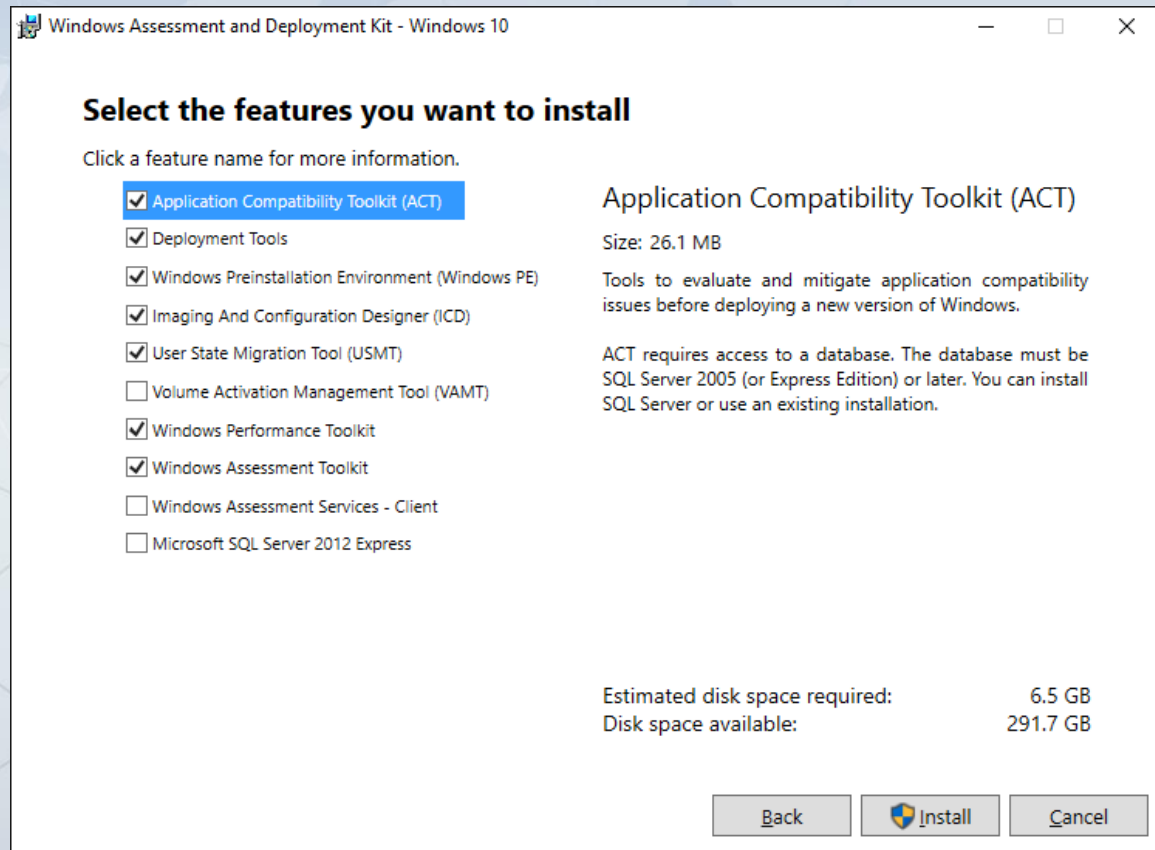 Windows Assessment and Deployment Kit - Windows 10
Select the features you want to install
Click a feature name for more information.
Application Compatibility Toolkit (ACT)
Deployment Tools
Windows Preinstallation Environment (Windows PE)
Imaging And Configuration Designer (ICD)
User State Migration Tool (USMT)
Volume Activation Management Tool (VAMT)
Windows Performance Toolkit
Windows Assessment Toolkit
Windows Assessment Services - Client
Microsoft SQL Server 2012 Express
Application Compatibility Toolkit (ACT)
Size: 26.1 MB
Tools to evaluate and mitigate application compatibility
issues before deploying a new version of Windows.
ACT requires access to a database. The database must be
SQL Server 2005 (or Express Edition) or later. You can install
SQL Server or use an existing installation.
Estimated disk space required: 6.5 GB
Disk space available: 291.7 GB
Back Install Cancel